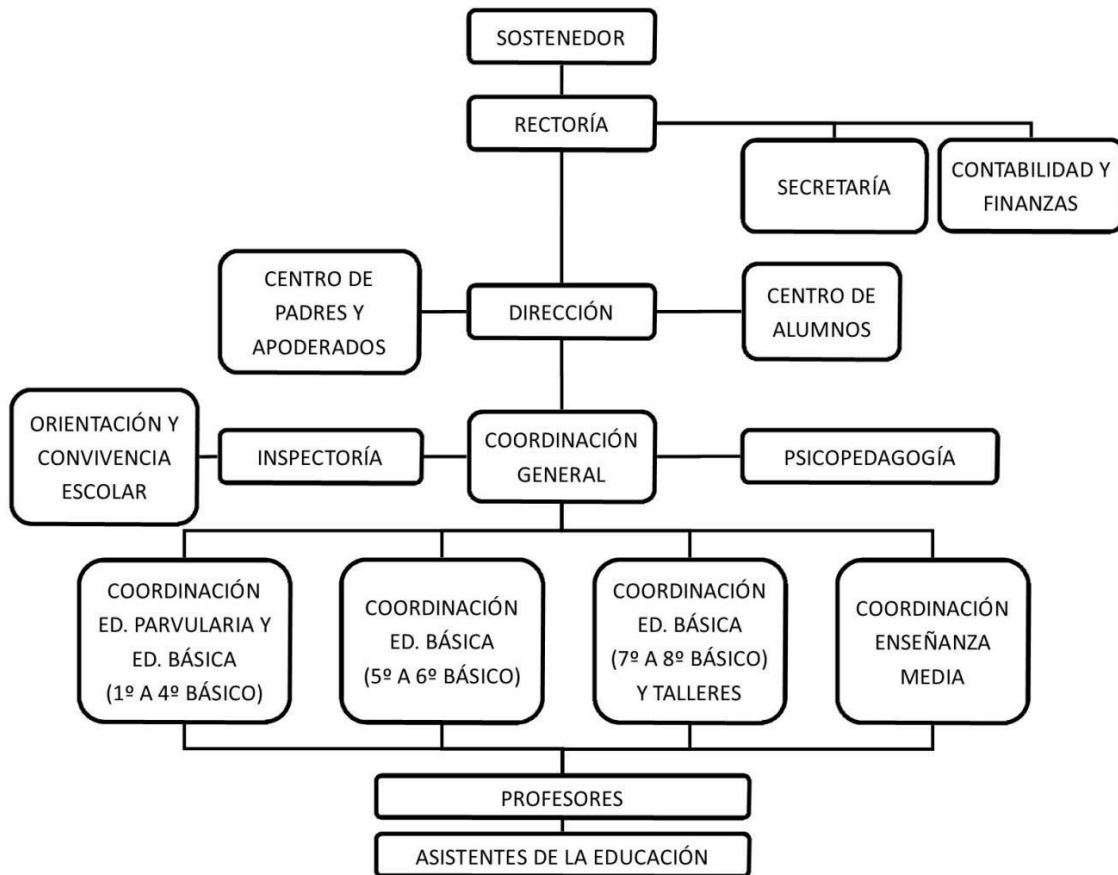 SOSTENEDOR
RECTORÍA
SECRETARÍA
CONTABILIDAD Y
FINANZAS
CENTRO DE
PADRES Y
APODERADOS
DIRECCIÓN
CENTRO DE
ALUMNOS
ORIENTACIÓN Y
CONVIVENCIA
ESCOLAR
INSPECTORÍA
COORDINACIÓN
GENERAL
PSICOPEDAGOGÍA
COORDINACIÓN
ED. PARVULARIA Y
ED. BÁSICA
(1º A 4º BÁSICO)
COORDINACIÓN
ED. BÁSICA
(5º A 6º BÁSICO)
COORDINACIÓN
ED. BÁSICA
(7º A 8º BÁSICO)
Y TALLERES
COORDINACIÓN
ENSEÑANZA
MEDIA
PROFESORES
ASISTENTES DE LA EDUCACIÓN